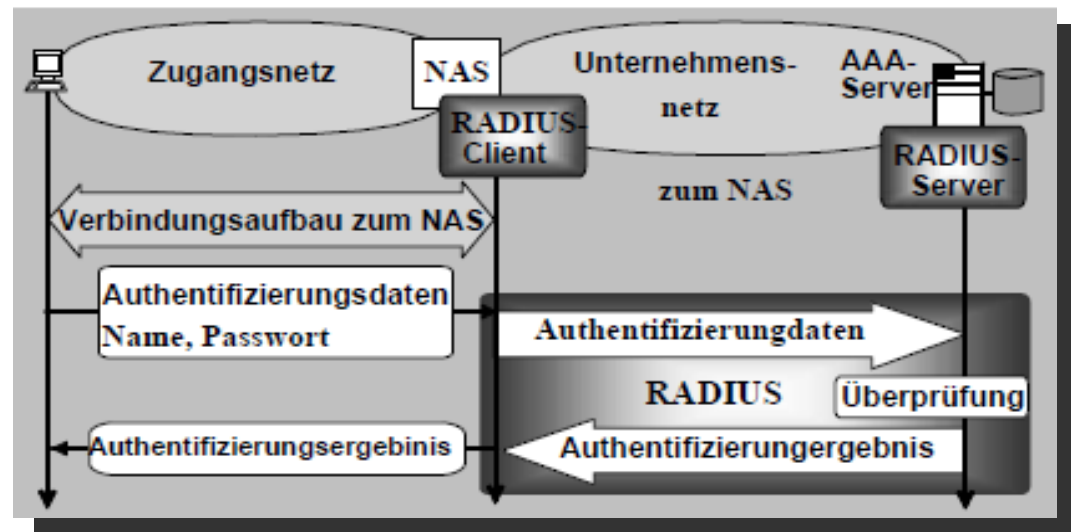 Zugangsnetz
NAS
Unternehmens-
netz
AAA-
Server
RADIUS-
Client
RADIUS-
Server
zum NAS
Verbindungsaufbau zum NAS
Authentifizierungsdaten
Name, Passwort
Authentifizierungdaten
RADIUS
Überprüfung
Authentifizierungsergebinis
Authentifizierungergebnis